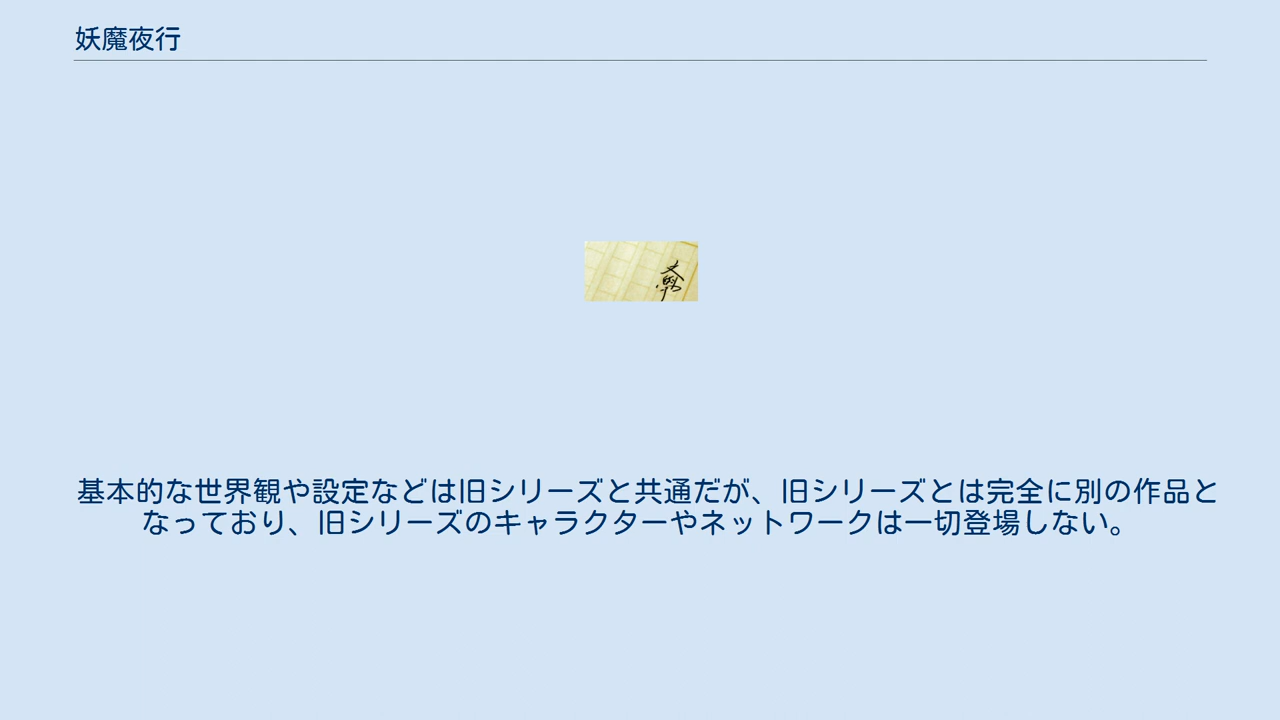 妖魔夜行
基本的な世界観や設定などは旧シリーズと共通だが、旧シリーズとは完全に別の作品と
なっており、旧シリーズのキャラクターやネットワークは一切登場しない。